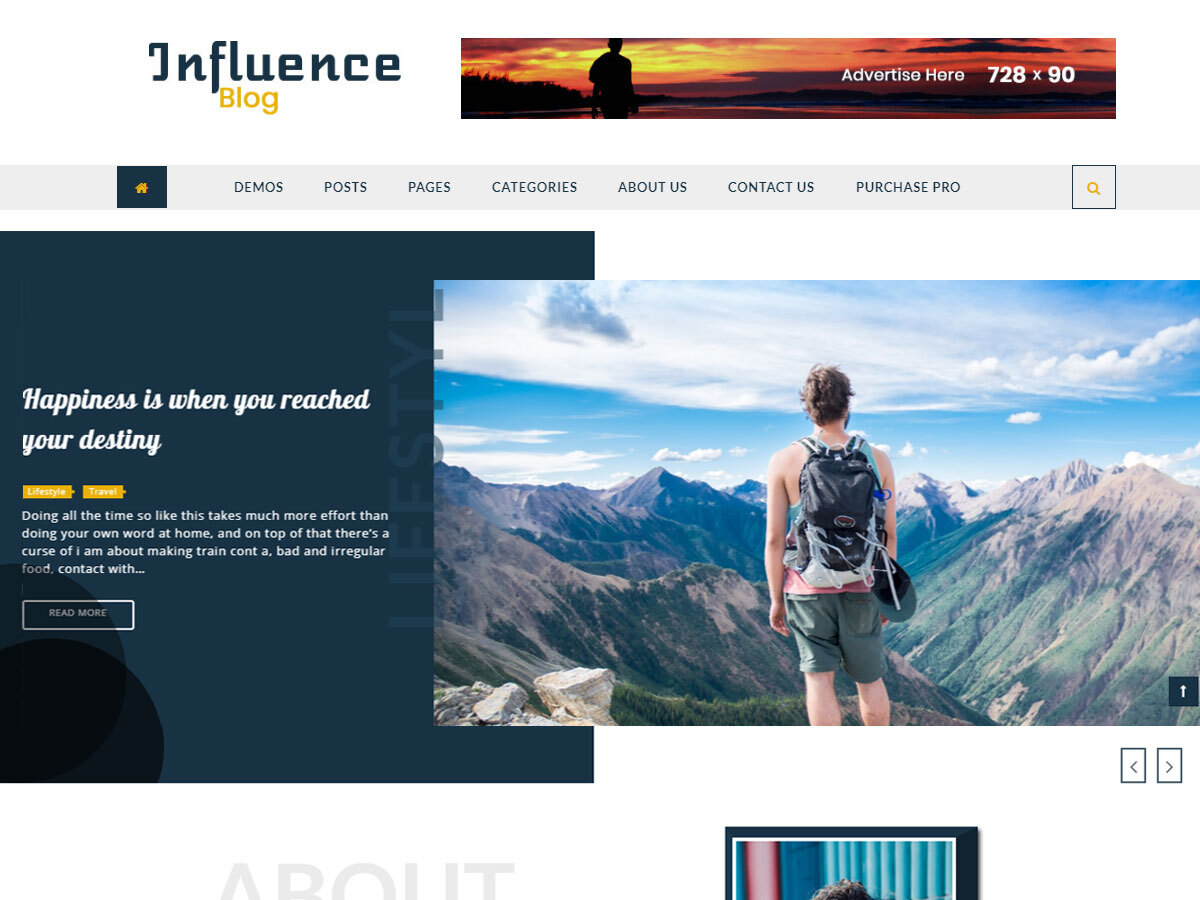 Influence
Blog
Advertise Here 728 x 90
DEMOS POSTS PAGES CATEGORIES ABOUT US CONTACT US PURCHASE PRO
LIFESTYL
Happiness is when you reached
your destiny
Lifestyle Travel
Doing all the time so like this takes much more effort than
doing your own word at home, and on top of that there's a
curse of i am about making train cont a, bad and irregular
food, contact with...
READ MORE
ABOUT